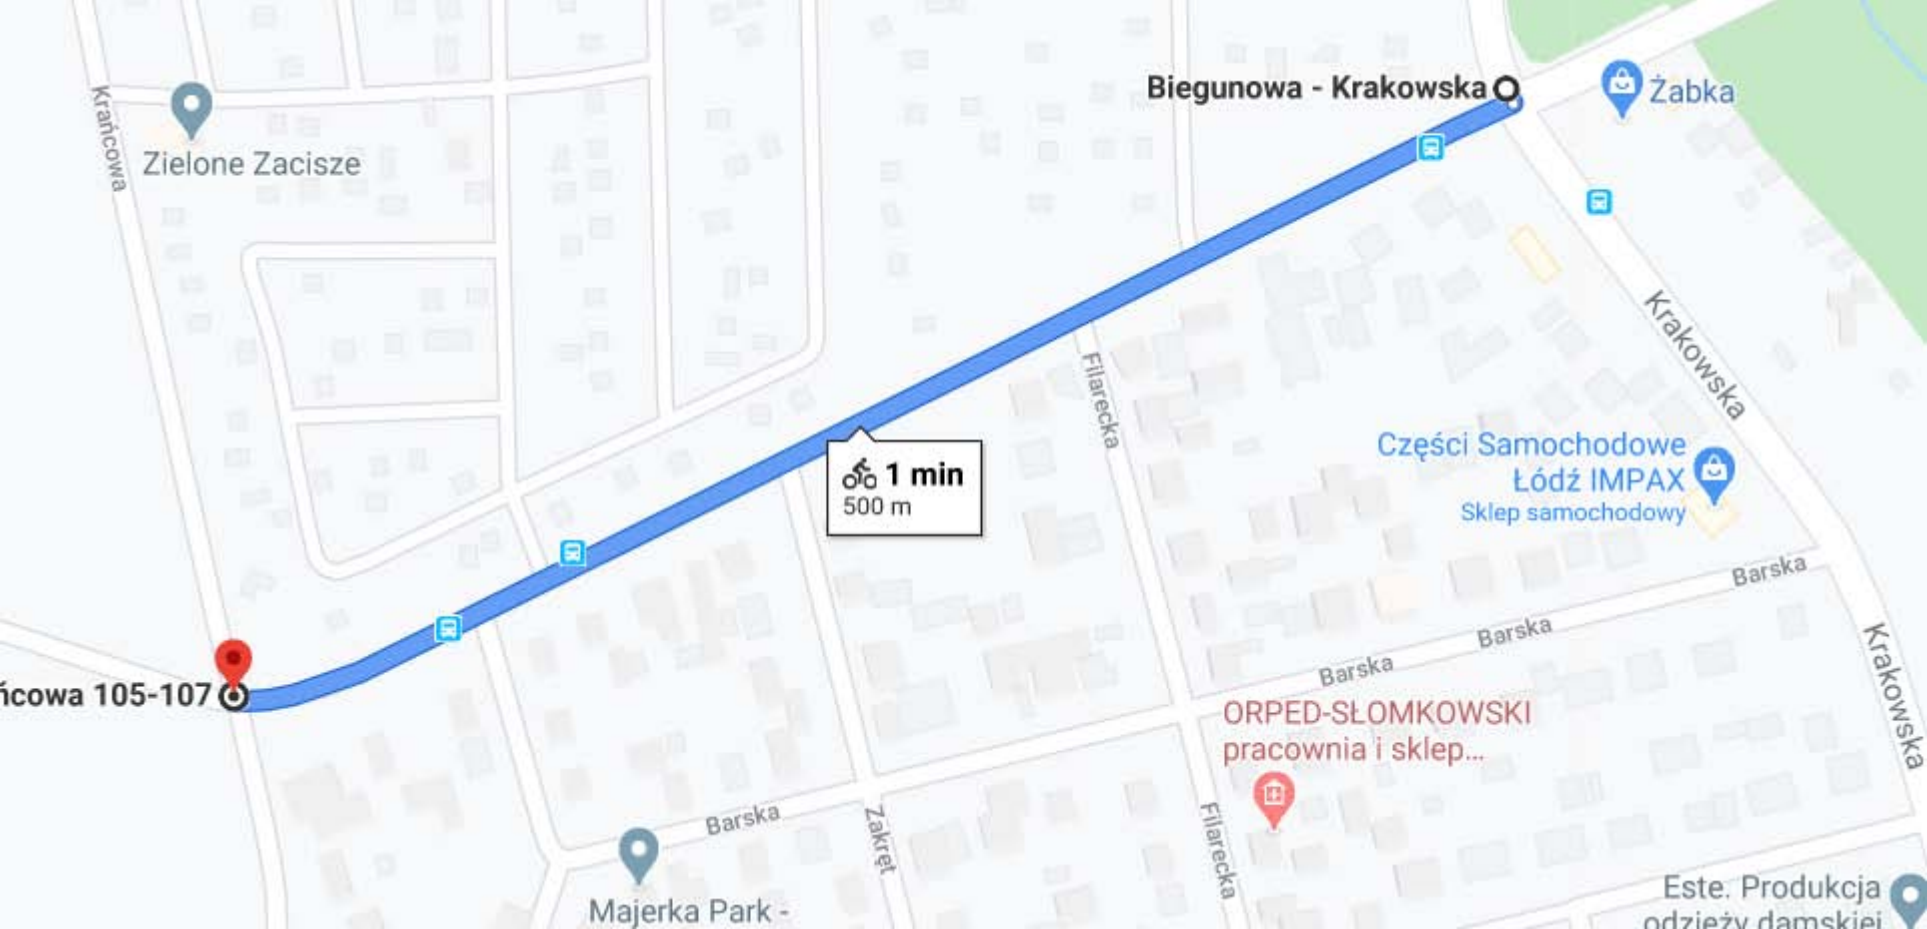 Biegunowa - Krakowska
Żabka
Krańcowa
Zielone Zacisze
Krakowska
Filarecka
Części Samochodowe
Łódź IMPAX
Sklep samochodowy
1 min
500 m
Barska
Barska
Barska
Krakowska
ńcowa 105-107
ORPED-SŁOMKOWSKI
pracownia i sklep...
Barska
Zakręt
Filarecka
Majerka Park -
Este. Produkcja
odzieży damskiej